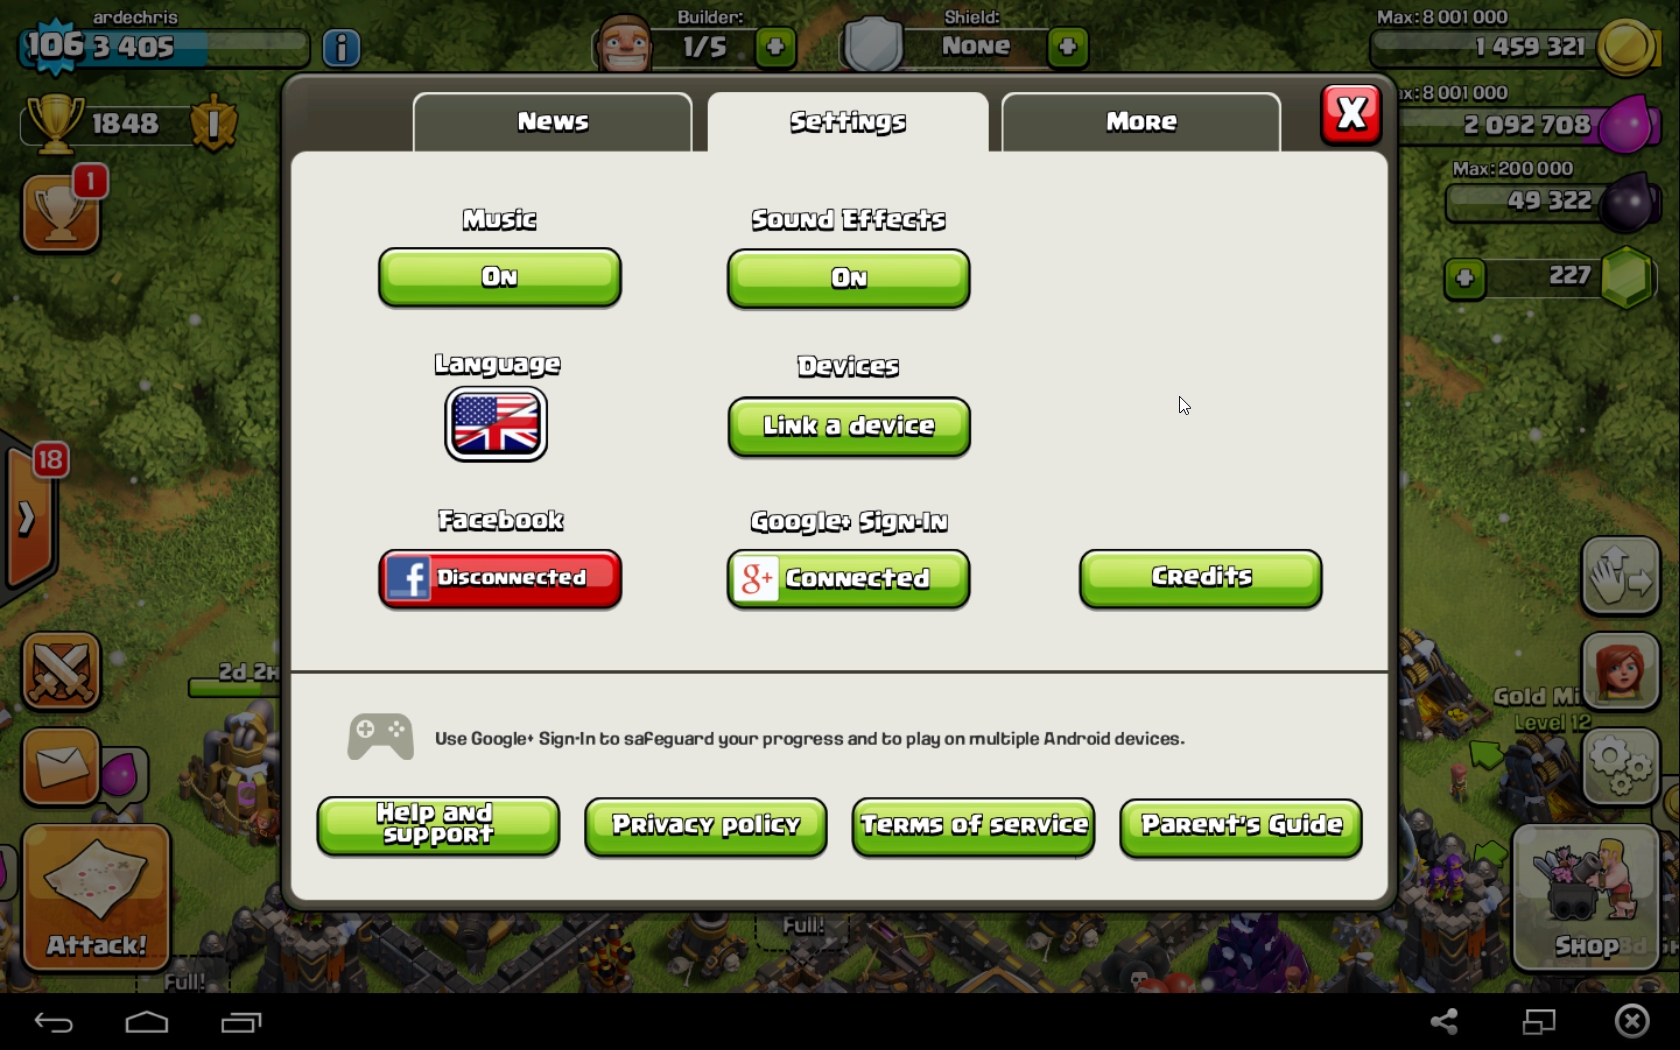 ardechris
106 3 405
Builder:
1/5
Shield:
None
Max: 8 001 000
1 459 321
1848
I
News
Settings
More
X
ax: 8 001 000
2 092 708
1
Max: 200 000
49 322
227
Music
Sound Effects
On
On
Language
Devices
Link a device
18
Facebook
Google+ Sign-In
f Disconnected
g+ Connected
Credits
2d 2H
Gold Mi
Level 12
Use Google+ Sign-In to safeguard your progress and to play on multiple Android devices.
Help and
support
Privacy policy
Terms of service
Parent's Guide
Attack!
Full!
Full!
Shop